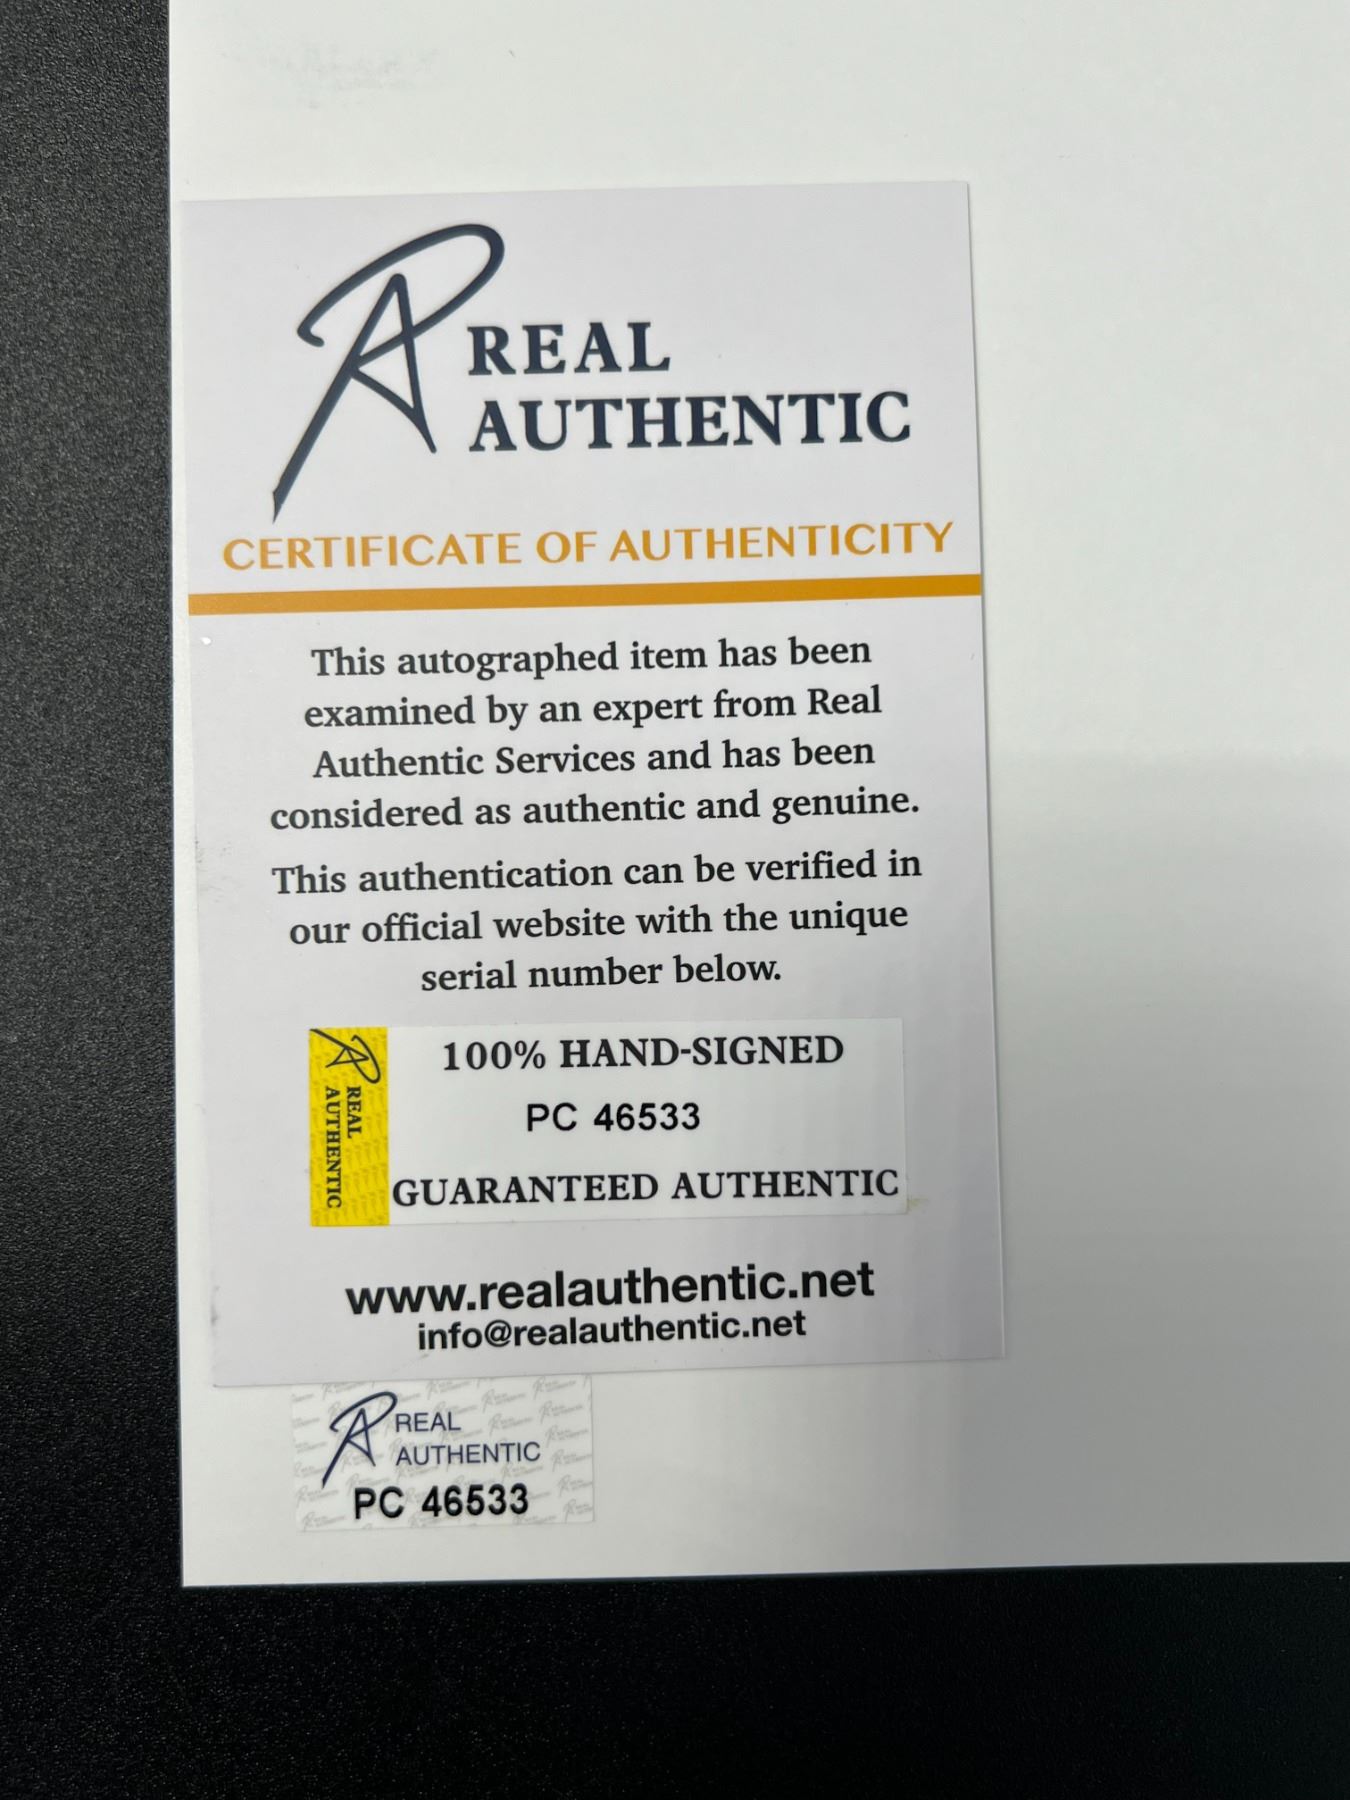 REAL
AUTHENTIC
CERTIFICATE OF AUTHENTICITY
This autographed item has been
examined by an expert from Real
Authentic Services and has been
considered as authentic and genuine.
This authentication can be verified in
our official website with the unique
serial number below.
REAL
AUTHENTIC
100% HAND-SIGNED
PC 46533
GUARANTEED AUTHENTIC
www.realauthentic.net
info@realauthentic.net
REAL
AUTHENTIC
PC 46533